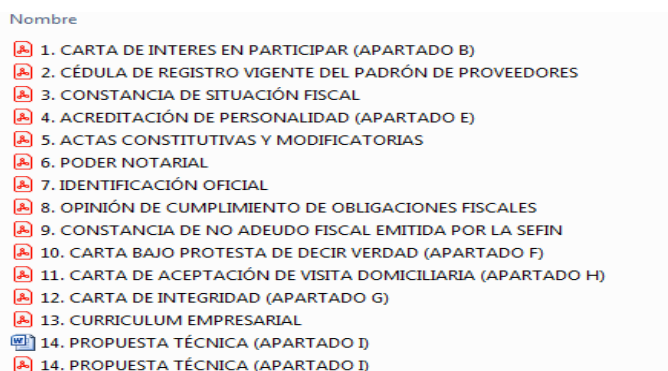 Nombre
1. CARTA DE INTERES EN PARTICIPAR (APARTADO B)
2. CÉDULA DE REGISTRO VIGENTE DEL PADRÓN DE PROVEEDORES
3. CONSTANCIA DE SITUACIÓN FISCAL
4. ACREDITACIÓN DE PERSONALIDAD (APARTADO E)
5. ACTAS CONSTITUTIVAS Y MODIFICATORIAS
6. PODER NOTARIAL
7. IDENTIFICACIÓN OFICIAL
8. OPINIÓN DE CUMPLIMIENTO DE OBLIGACIONES FISCALES
9. CONSTANCIA DE NO ADEUDO FISCAL EMITIDA POR LA SEFIN
10. CARTA BAJO PROTESTA DE DECIR VERDAD (APARTADO F)
11. CARTA DE ACEPTACIÓN DE VISITA DOMICILIARIA (APARTADO H)
12. CARTA DE INTEGRIDAD (APARTADO G)
13. CURRICULUM EMPRESARIAL
14. PROPUESTA TÉCNICA (APARTADO I)
14. PROPUESTA TÉCNICA (APARTADO I)